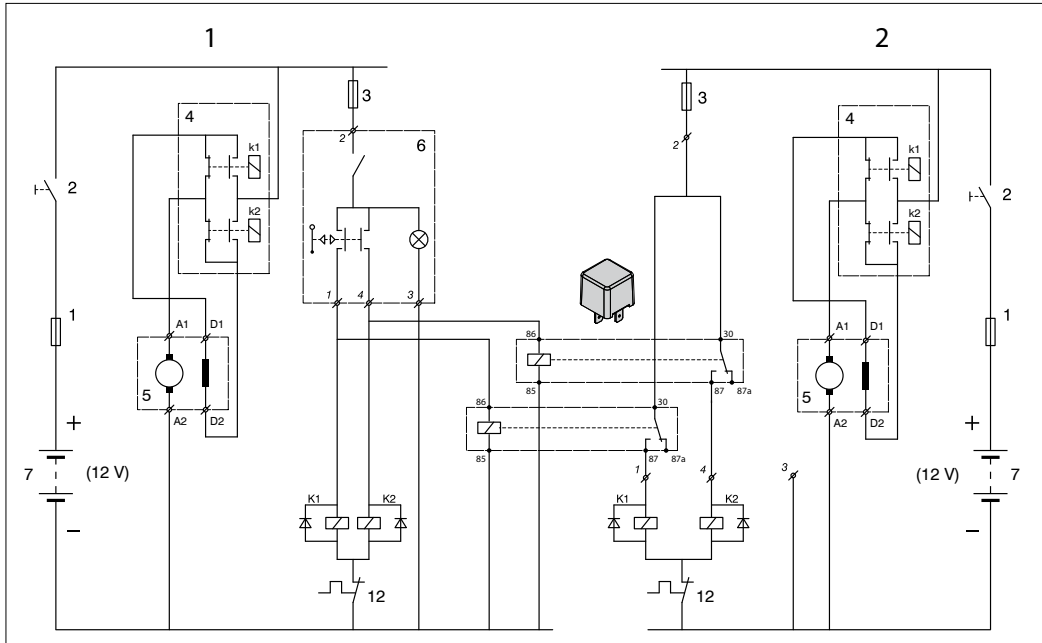 1 2
3 3
4 4
2 6 2
k1 k1
2 2
k2 k2
1 4 3
1 86 30 1
A1 D1 A1 D1
5 85 87 87a 5
A2 D2 86 30 A2 D2
+ +
7 (12 V) 85 87 87a (12 V) 7
1 4 3
− K1 K2 K1 K2 −
12 12